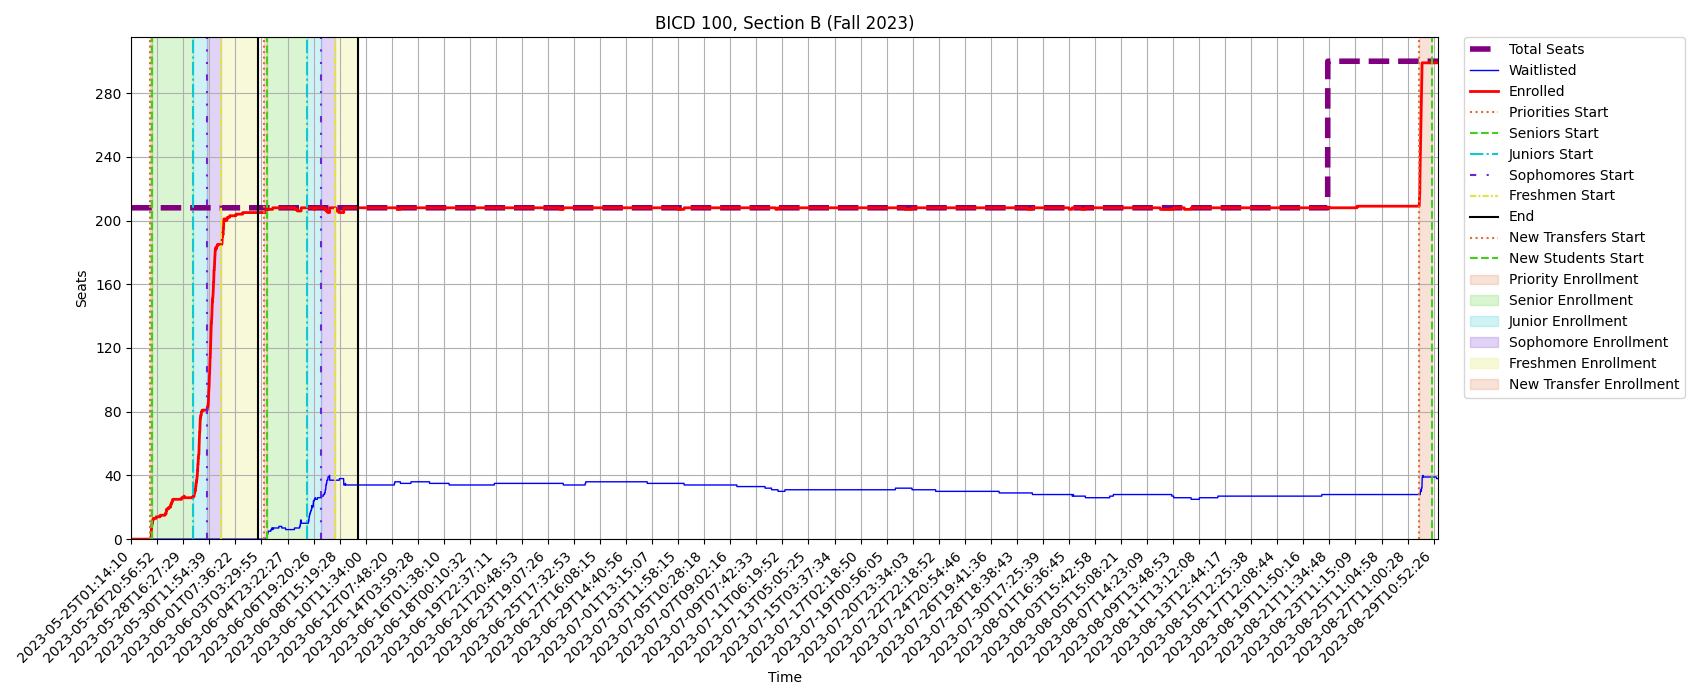 BICD 100, Section B (Fall 2023)
Seats
280
240
200
160
120
80
40
0
2023-05-25T01:14:10
2023-05-26T20:56:52
2023-05-28T16:27:29
2023-05-30T11:54:39
2023-06-01T07:36:22
2023-06-03T03:29:55
2023-06-04T23:22:27
2023-06-06T19:20:26
2023-06-08T15:19:28
2023-06-10T11:34:00
2023-06-12T07:48:20
2023-06-14T03:59:28
2023-06-16T01:38:10
2023-06-18T00:10:32
2023-06-19T22:37:11
2023-06-21T20:48:53
2023-06-23T19:07:26
2023-06-25T17:32:53
2023-06-27T16:08:15
2023-06-29T14:40:56
2023-07-01T13:15:07
2023-07-03T11:58:15
2023-07-05T10:28:18
2023-07-07T09:02:16
2023-07-09T07:42:33
2023-07-11T06:19:52
2023-07-13T05:05:25
2023-07-15T03:37:34
2023-07-17T02:18:50
2023-07-19T00:56:05
2023-07-20T23:34:03
2023-07-22T22:18:52
2023-07-24T20:54:46
2023-07-26T19:41:36
2023-07-28T18:38:43
2023-07-30T17:25:39
2023-08-01T16:36:45
2023-08-03T15:42:58
2023-08-05T15:08:21
2023-08-07T14:23:09
2023-08-09T13:48:53
2023-08-11T13:12:08
2023-08-13T12:44:17
2023-08-15T12:25:38
2023-08-17T12:08:44
2023-08-19T11:50:16
2023-08-21T11:34:48
2023-08-23T11:15:09
2023-08-25T11:04:58
2023-08-27T11:00:28
2023-08-29T10:52:26
Time
Total Seats
Waitlisted
Enrolled
Priorities Start
Seniors Start
Juniors Start
Sophomores Start
Freshmen Start
End
New Transfers Start
New Students Start
Priority Enrollment
Senior Enrollment
Junior Enrollment
Sophomore Enrollment
Freshmen Enrollment
New Transfer Enrollment